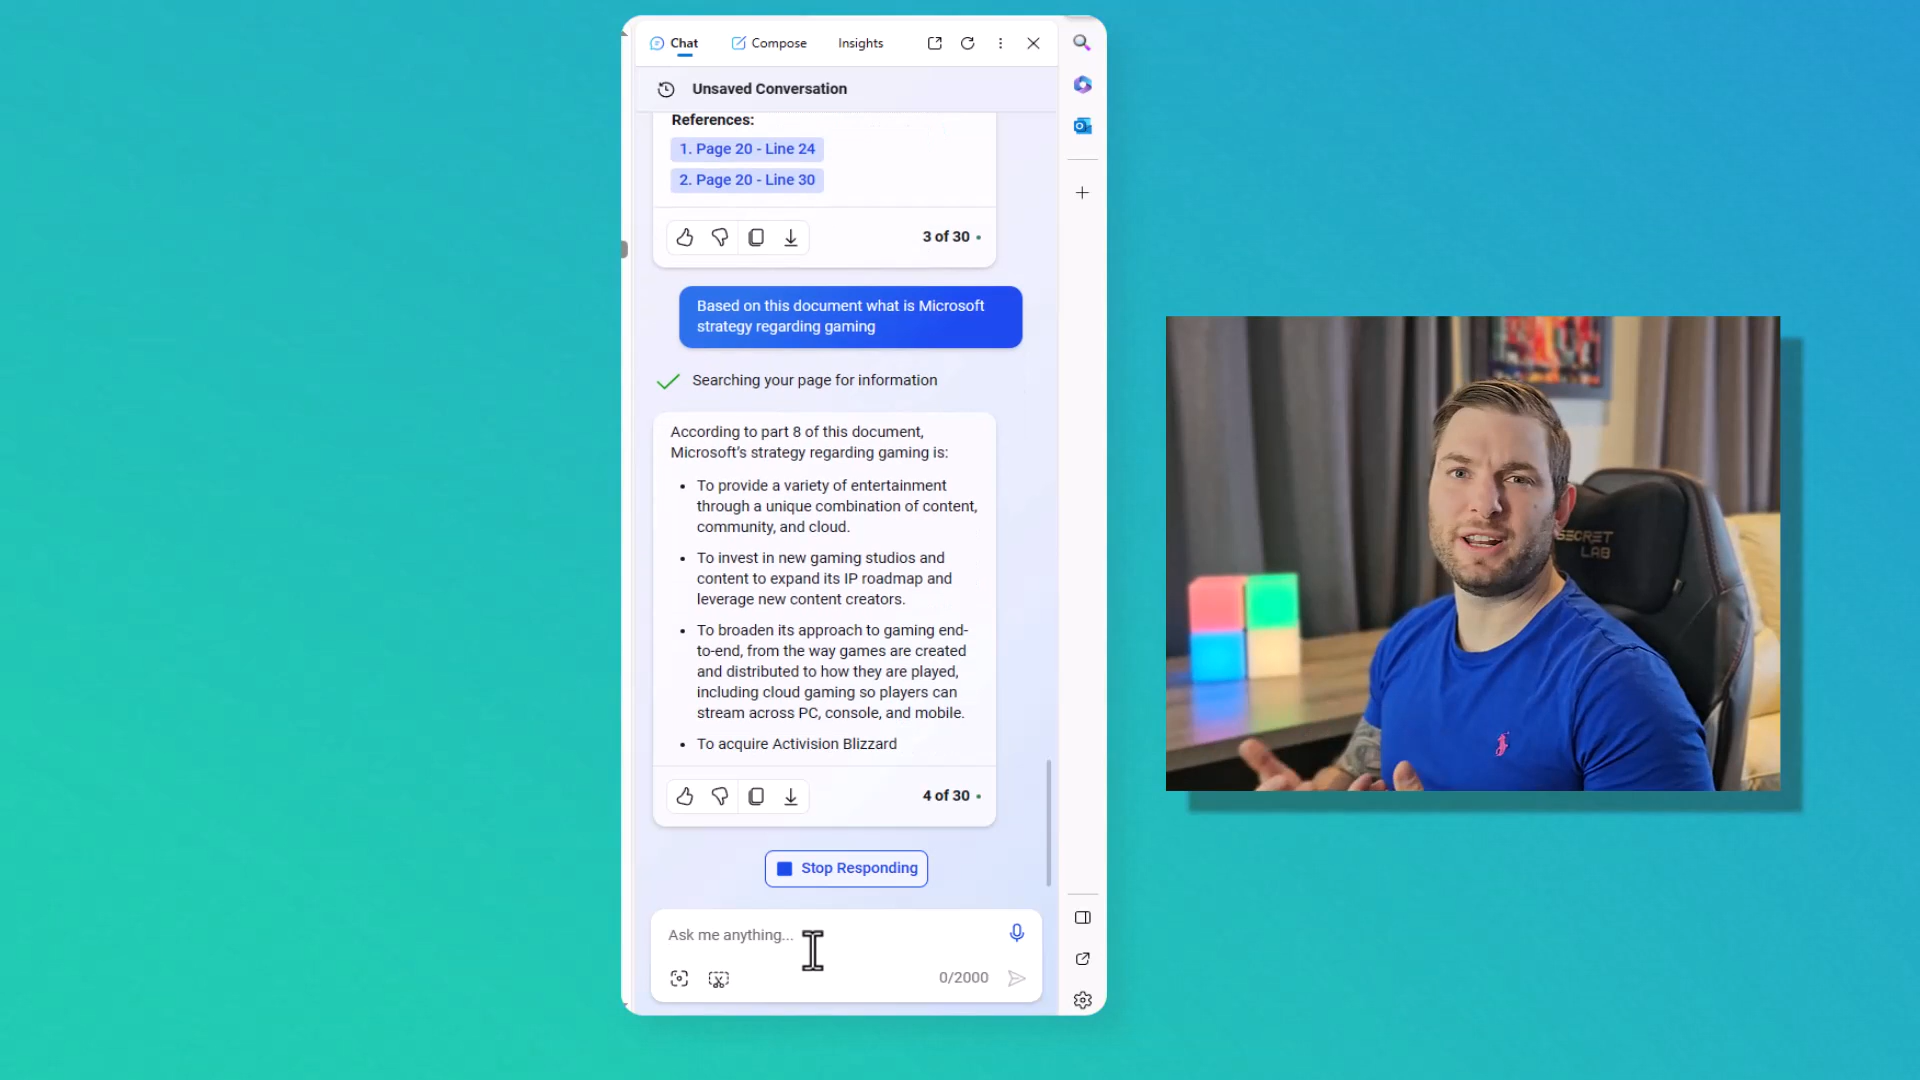 Chat
Compose
Insights
Unsaved Conversation
References:
1. Page 20 - Line 24
2. Page 20 - Line 30
3 of 30
Based on this document what is Microsoft
strategy regarding gaming
Searching your page for information
According to part 8 of this document,
Microsoft's strategy regarding gaming is:
To provide a variety of entertainment
through a unique combination of content,
community, and cloud.
To invest in new gaming studios and
content to expand its IP roadmap and
leverage new content creators.
To broaden its approach to gaming end-
to-end, from the way games are created
and distributed to how they are played,
including cloud gaming so players can
stream across PC, console, and mobile.
To acquire Activision Blizzard
4 of 30
Stop Responding
Ask me anything...
0/2000
SECRET
LAB